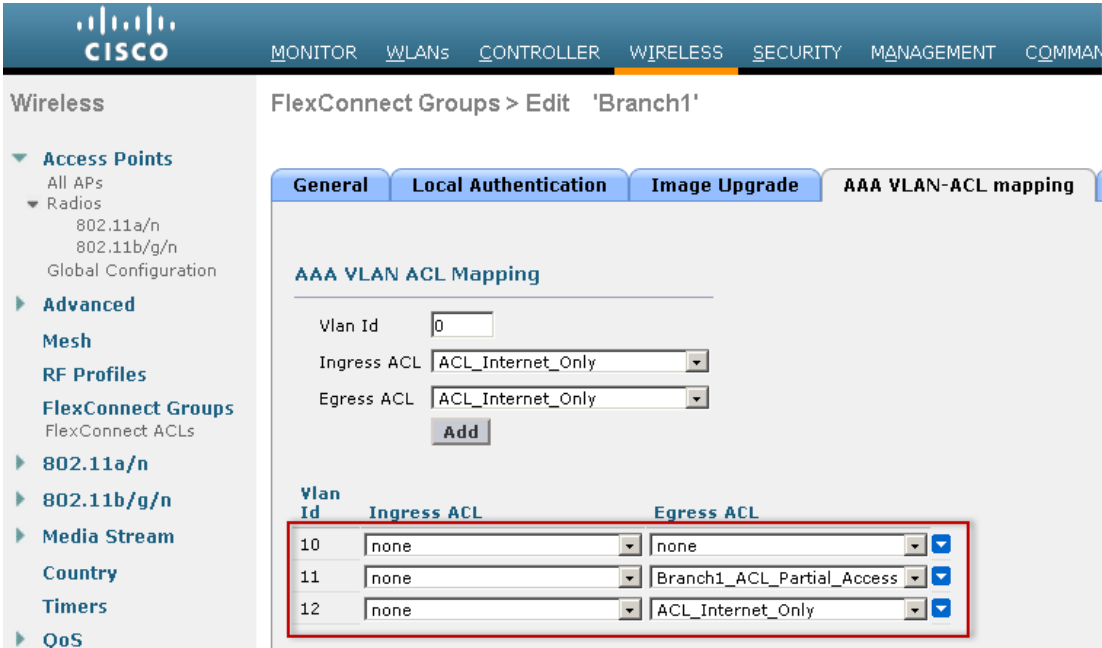 CISCO
MONITOR WLANs CONTROLLER WIRELESS SECURITY MANAGEMENT COMMAN
Wireless
Access Points
All APs
Radios
802.11a/n
802.11b/g/n
Global Configuration
Advanced
Mesh
RF Profiles
FlexConnect Groups
FlexConnect ACLs
802.11a/n
802.11b/g/n
Media Stream
Country
Timers
QoS
FlexConnect Groups > Edit 'Branch1'
General Local Authentication Image Upgrade AAA VLAN-ACL mapping
AAA VLAN ACL Mapping
Vlan Id 0
Ingress ACL ACL_Internet_Only
Egress ACL ACL_Internet_Only
Add
Vlan
Id Ingress ACL Egress ACL
10 none none
11 none Branch1_ACL_Partial_Access
12 none ACL_Internet_Only